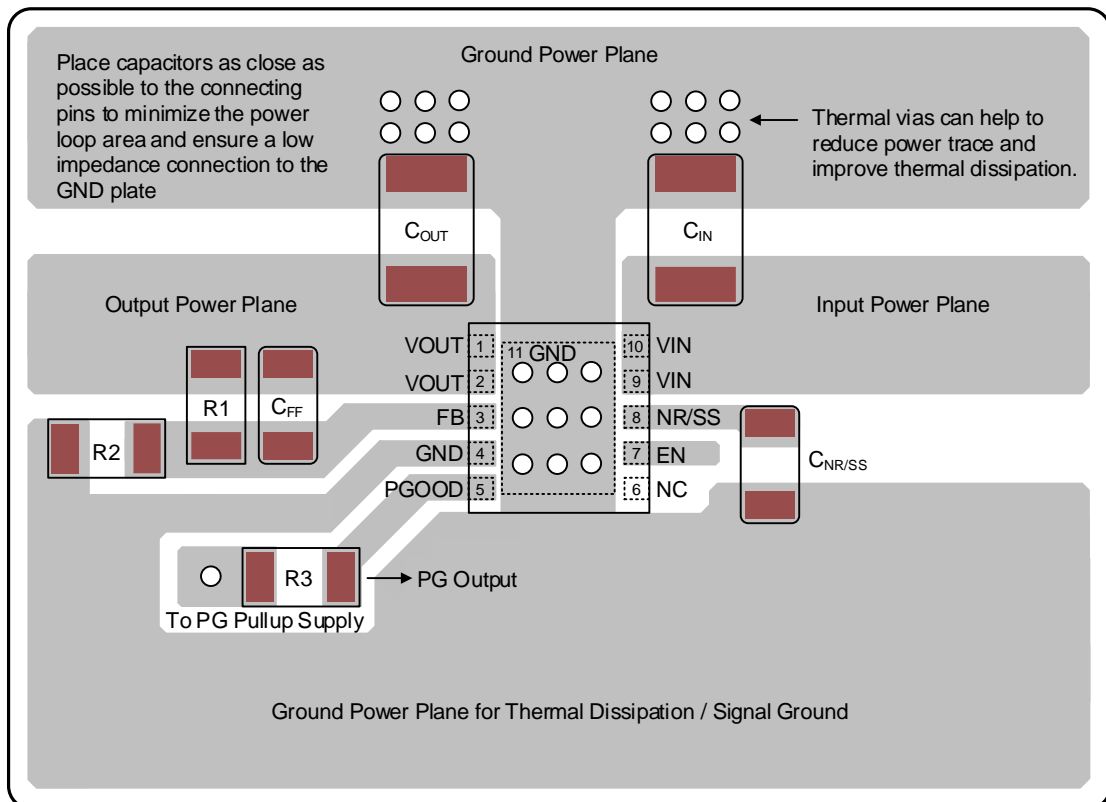 Ground Power Plane
Place capacitors as close as
possible to the connecting
pins to minimize the power
loop area and ensure a low
impedance connection to the
GND plate
Thermal vias can help to
reduce power trace and
improve thermal dissipation.
COUT
CIN
Output Power Plane
Input Power Plane
VOUT 1
11 GND
10 VIN
VOUT 2
9 VIN
R1
CFF
FB 3
8 NR/SS
R2
GND 4
7 EN
CNR/SS
PGOOD 5
6 NC
R3
PG Output
To PG Pullup Supply
Ground Power Plane for Thermal Dissipation / Signal Ground